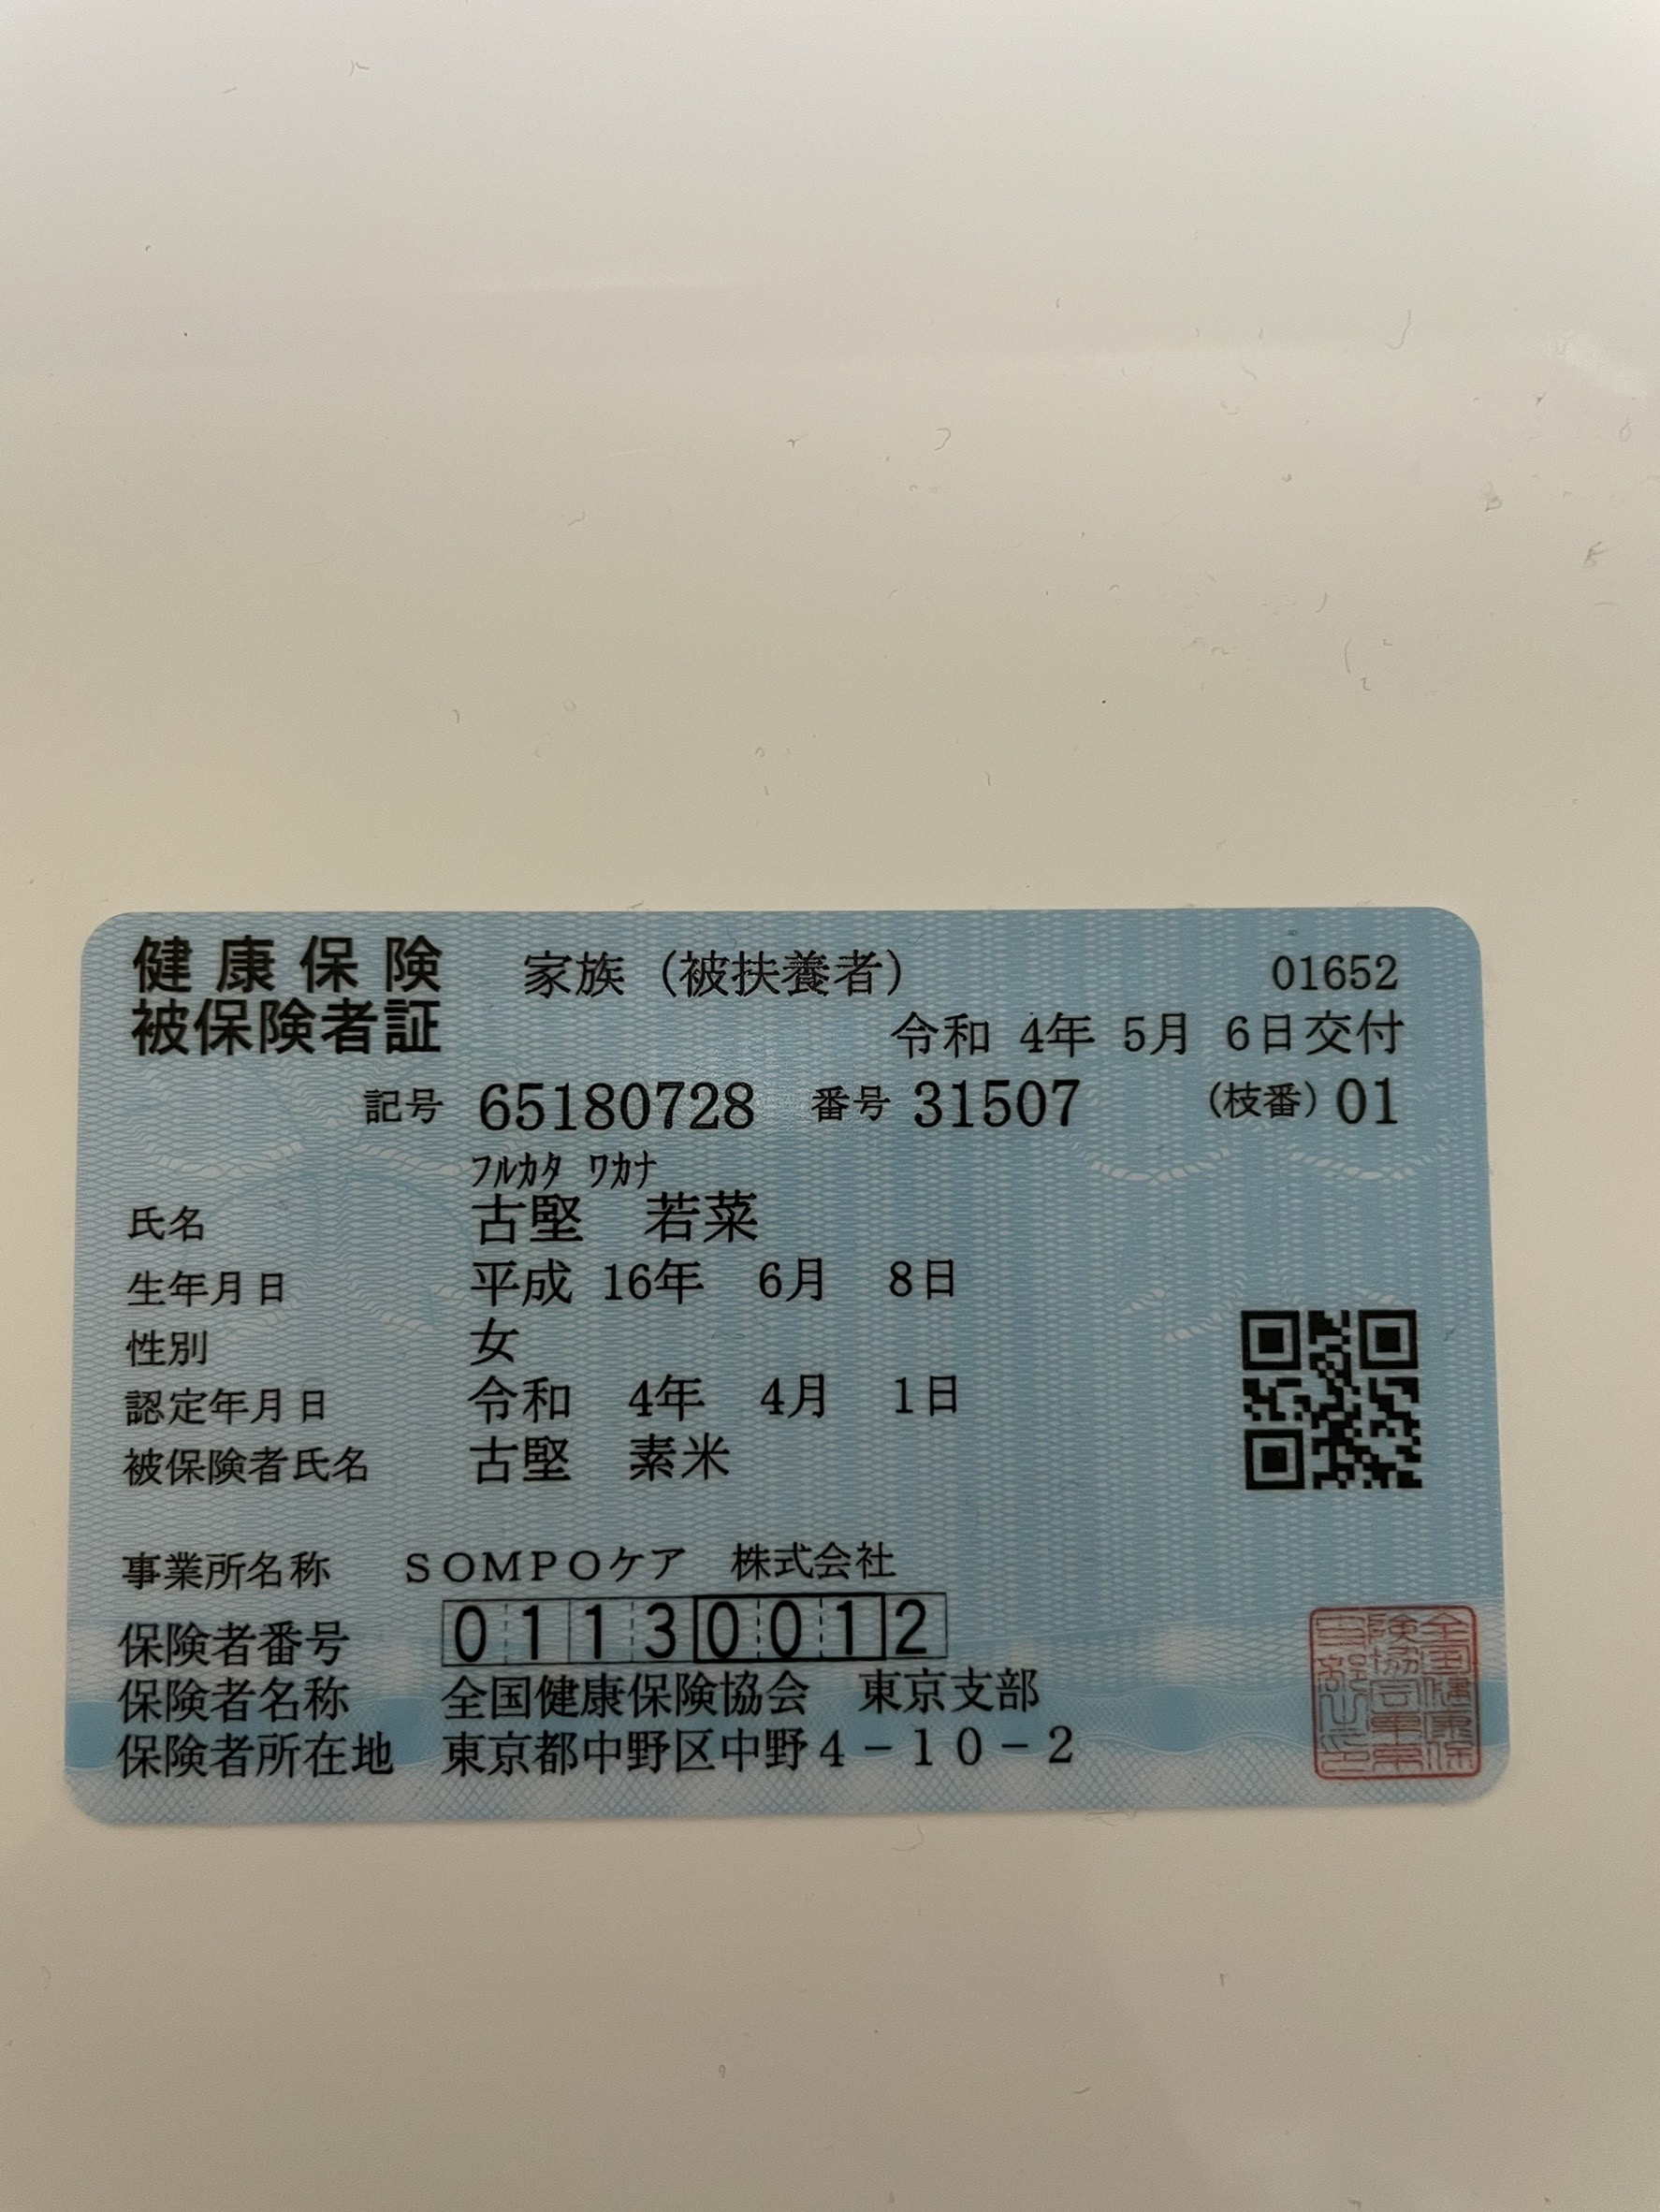 健康保険 家族（被扶養者） 01652
被保険者証 令和 4年 5月 6日交付
記号 65180728 番号 31507 (枝番) 01
ﾌﾙｶﾀ ﾜｶﾅ
氏名 古堅 若菜
生年月日 平成 16年 6月 8日
性別 女
認定年月日 令和 4年 4月 1日
被保険者氏名 古堅 素米
事業所名称 ＳＯＭＰＯケア 株式会社
保険者番号 01130012
保険者名称 全国健康保険協会 東京支部
保険者所在地 東京都中野区中野４－１０－２